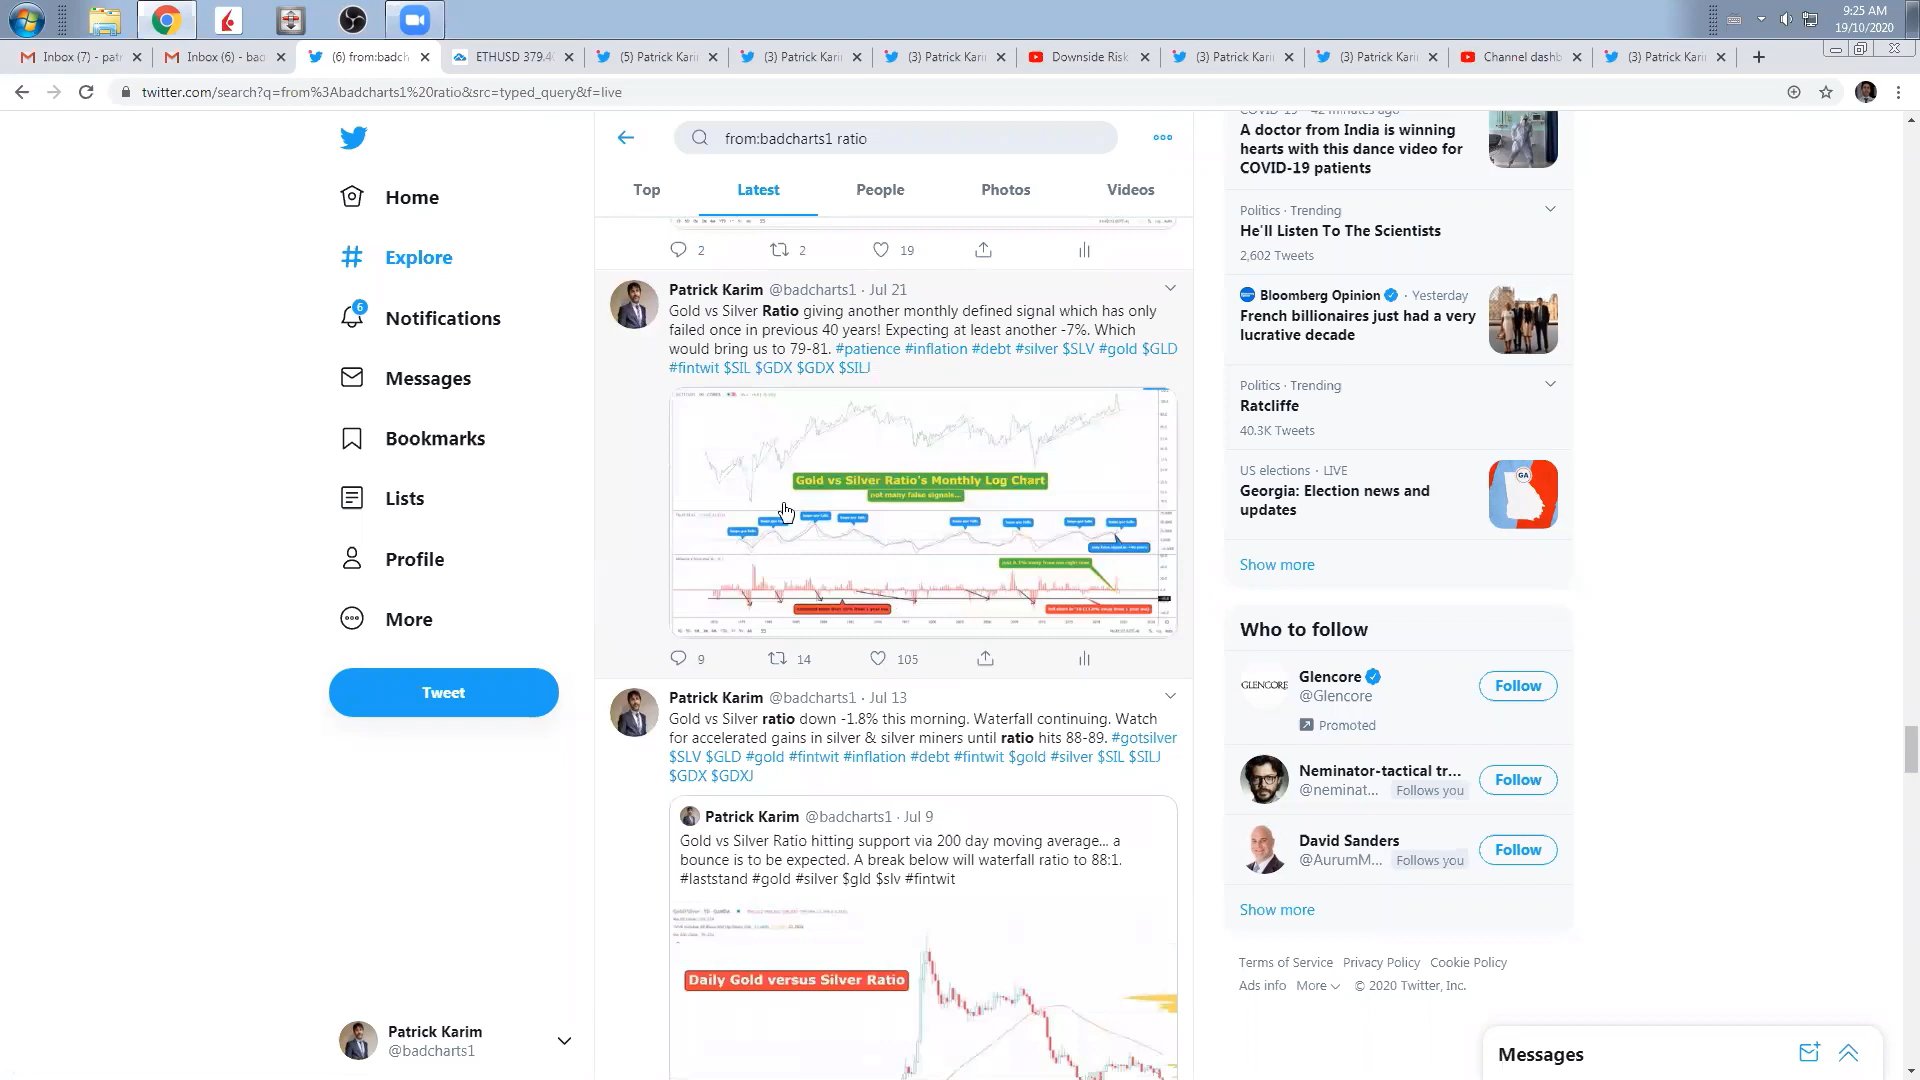 9:25 AM
19/10/2020
Inbox (7) - patr
Inbox (6) - bad
(6) from:badch
ETHUSD 379.4
(5) Patrick Karim
(3) Patrick Karim
(3) Patrick Karim
Downside Risk
(3) Patrick Karim
(3) Patrick Karim
Channel dashb
(3) Patrick Karim
twitter.com/search?q=from%3Abadcharts1%20ratio&src=typed_query&f=live
from:badcharts1 ratio
Top
Latest
People
Photos
Videos
Home
Explore
6
Notifications
Messages
Bookmarks
Lists
Profile
More
Tweet
Patrick Karim
@badcharts1
2
2
19
Patrick Karim @badcharts1 · Jul 21
Gold vs Silver Ratio giving another monthly defined signal which has only
failed once in previous 40 years! Expecting at least another -7%. Which
would bring us to 79-81. #patience #inflation #debt #silver $SLV #gold $GLD
#fintwit $SIL $GDX $GDX $SILJ
Gold vs Silver Ratio's Monthly Log Chart
not many false signals...
9
14
105
Patrick Karim @badcharts1 · Jul 13
Gold vs Silver ratio down -1.8% this morning. Waterfall continuing. Watch
for accelerated gains in silver & silver miners until ratio hits 88-89. #gotsilver
$SLV $GLD #gold #fintwit #inflation #debt #fintwit $gold #silver $SIL $SILJ
$GDX $GDXJ
Patrick Karim @badcharts1 · Jul 9
Gold vs Silver Ratio hitting support via 200 day moving average... a
bounce is to be expected. A break below will waterfall ratio to 88:1.
#laststand #gold #silver $gld $slv #fintwit
Daily Gold versus Silver Ratio
COVID-19 · 42 minutes ago
A doctor from India is winning
hearts with this dance video for
COVID-19 patients
Politics · Trending
He'll Listen To The Scientists
2,602 Tweets
Bloomberg Opinion · Yesterday
French billionaires just had a very
lucrative decade
Politics · Trending
Ratcliffe
40.3K Tweets
US elections · LIVE
Georgia: Election news and
updates
GA
Show more
Who to follow
GLENCORE
Glencore
@Glencore
Follow
Promoted
Neminator-tactical tr...
@neminat... Follows you
Follow
David Sanders
@AurumM... Follows you
Follow
Show more
Terms of Service Privacy Policy Cookie Policy
Ads info More © 2020 Twitter, Inc.
Messages